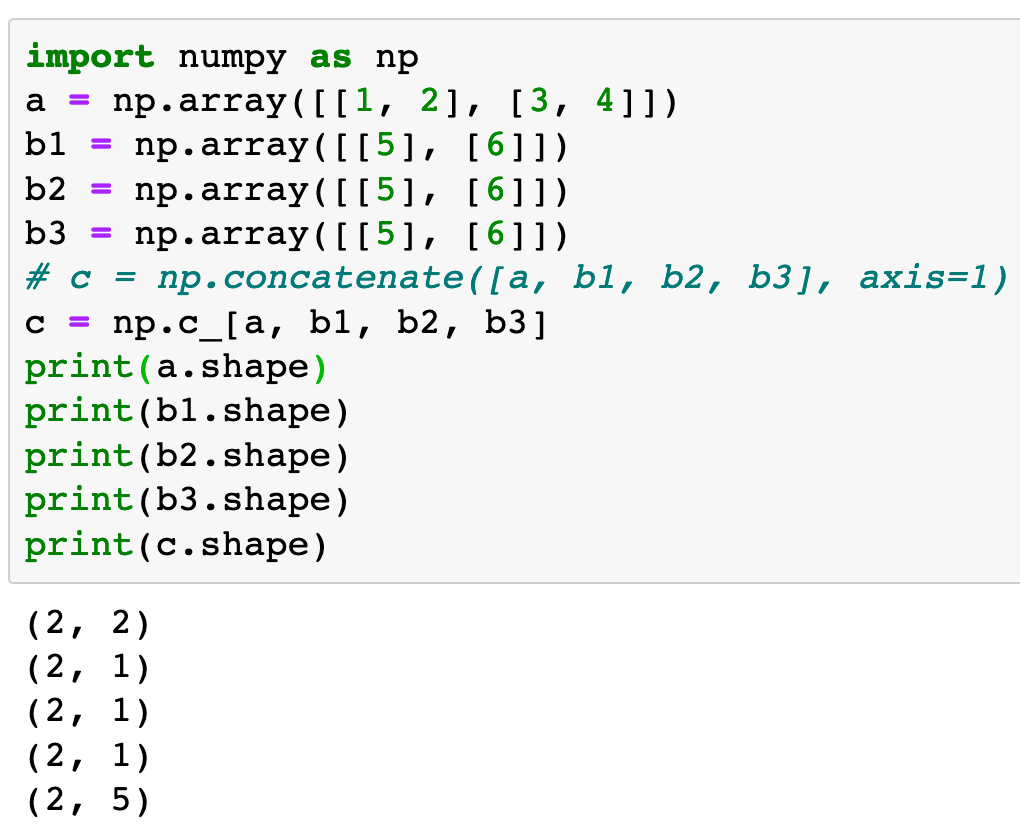 import numpy as np
a = np.array([[1, 2], [3, 4]])
b1 = np.array([[5], [6]])
b2 = np.array([[5], [6]])
b3 = np.array([[5], [6]])
# c = np.concatenate([a, b1, b2, b3], axis=1)
c = np.c_[a, b1, b2, b3]
print(a.shape)
print(b1.shape)
print(b2.shape)
print(b3.shape)
print(c.shape)
(2, 2)
(2, 1)
(2, 1)
(2, 1)
(2, 5)